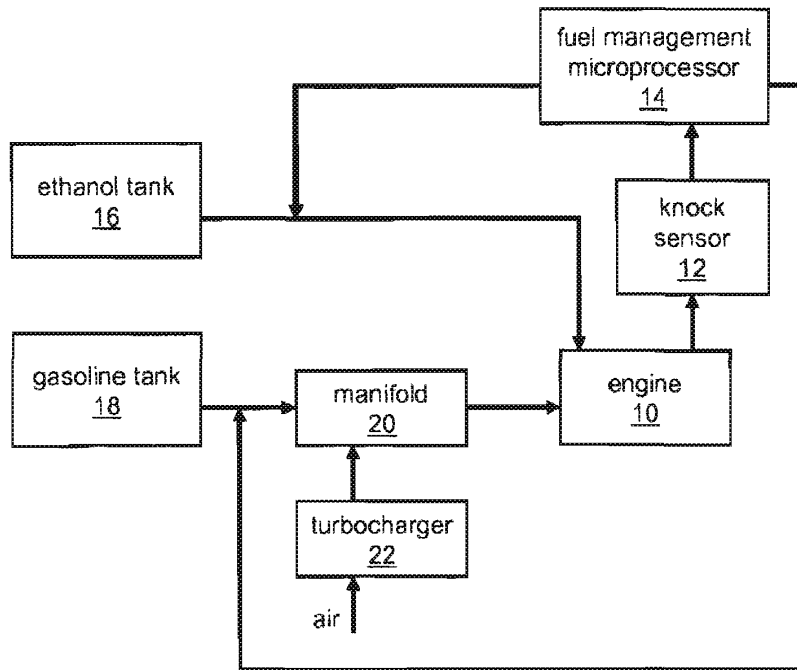 fuel management
microprocessor
14
ethanol tank
16
knock
sensor
12
gasoline tank
18
manifold
20
engine
10
turbocharger
22
air